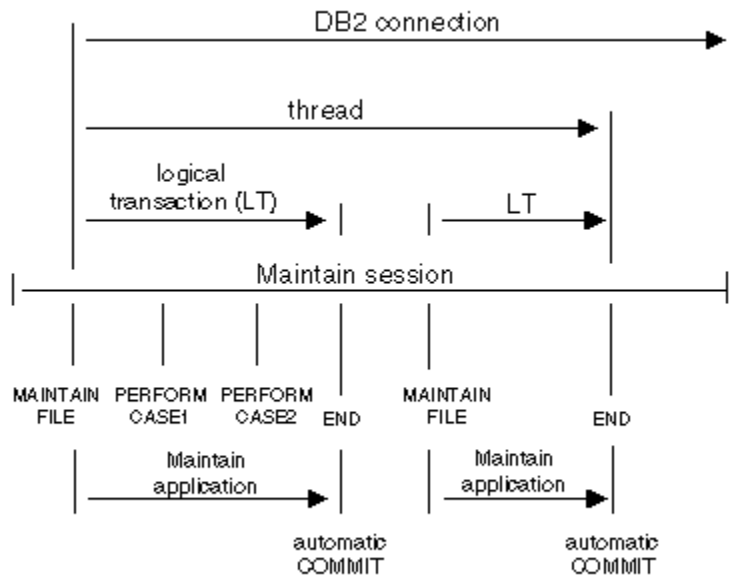 DB2 connection
thread
logical
transaction (LT)
LT
Maintain session
MAINTAIN FILE
PERFORM CASE1
PERFORM CASE2
END
MAINTAIN FILE
END
Maintain
application
Maintain
application
automatic
COMMIT
automatic
COMMIT